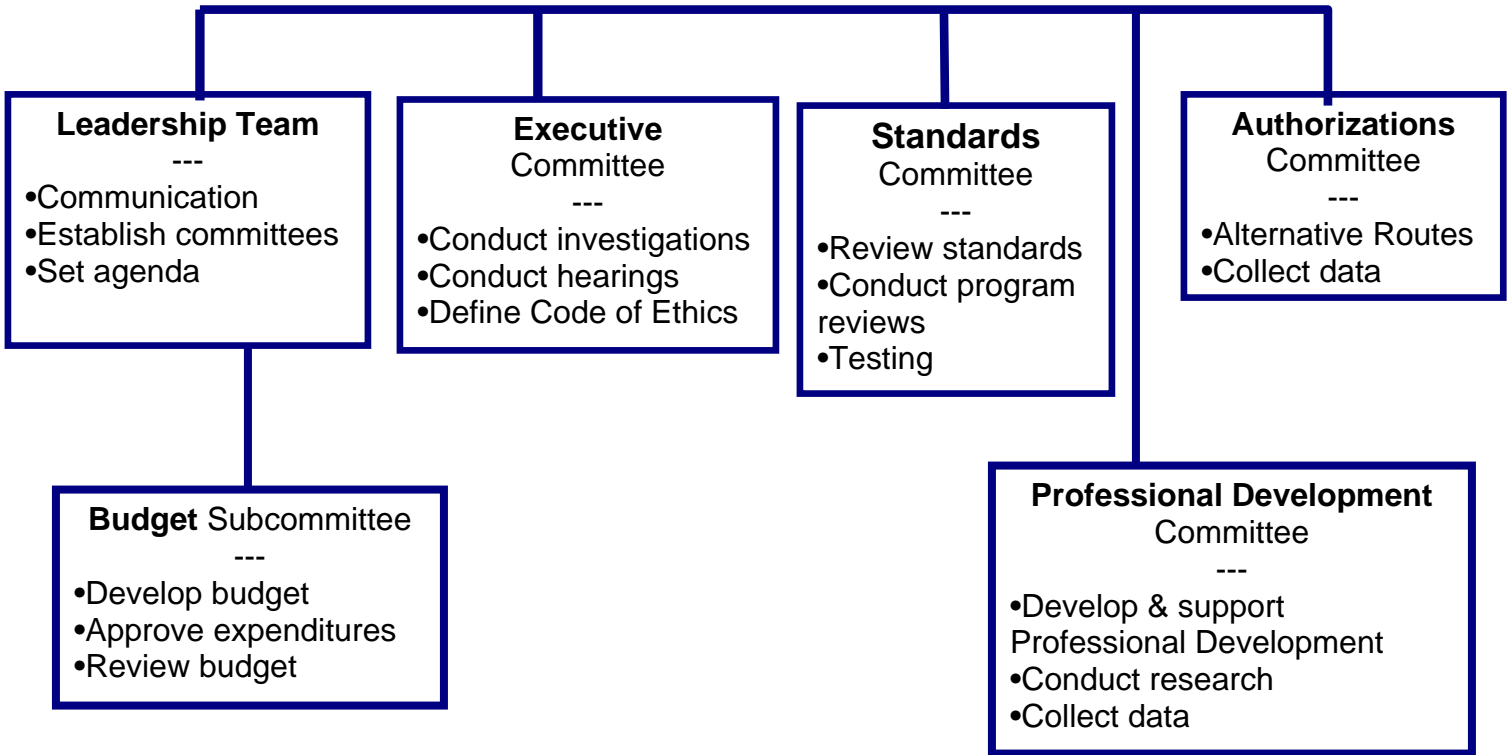 Leadership Team
---
•Communication
•Establish committees
•Set agenda
Executive
Committee
---
•Conduct investigations
•Conduct hearings
•Define Code of Ethics
Standards
Committee
---
•Review standards
•Conduct program
reviews
•Testing
Authorizations
Committee
---
•Alternative Routes
•Collect data
Budget Subcommittee
---
•Develop budget
•Approve expenditures
•Review budget
Professional Development
Committee
---
•Develop & support
Professional Development
•Conduct research
•Collect data